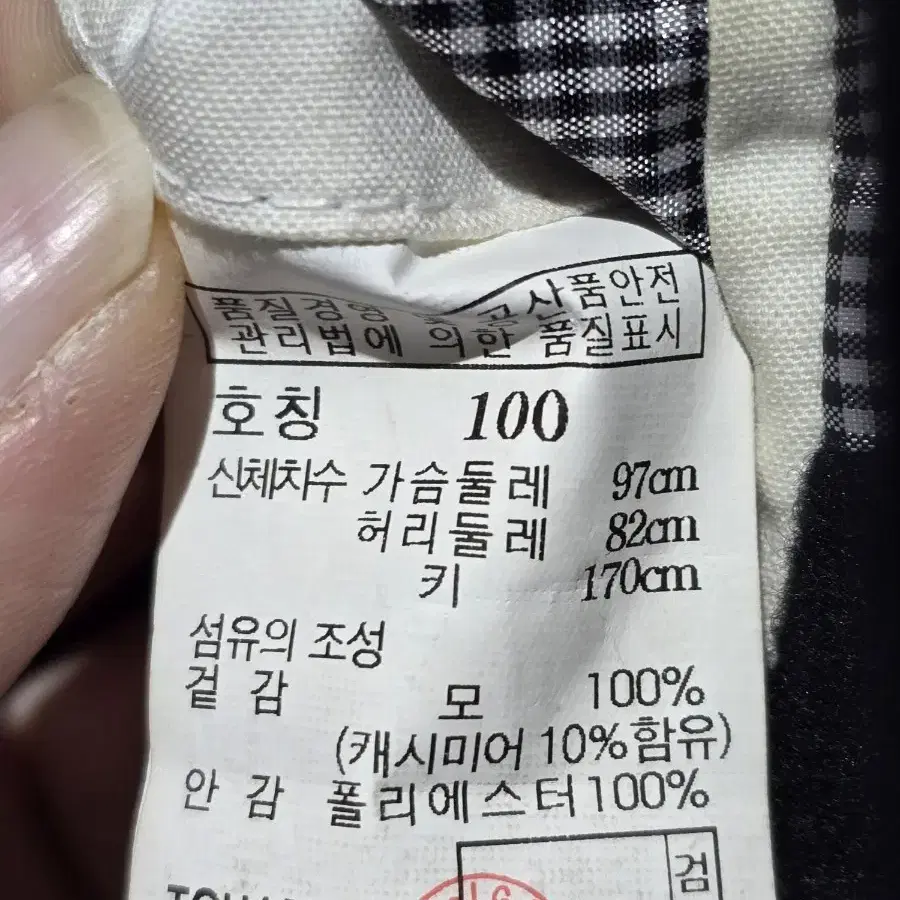 품질경영 및 공산품안전
관리법에 의한 품질표시
호칭 100
신체치수 가슴둘레 97cm
허리둘레 82cm
키 170cm
섬유의 조성
겉감 모 100%
(캐시미어 10%함유)
안감 폴리에스터100%
검